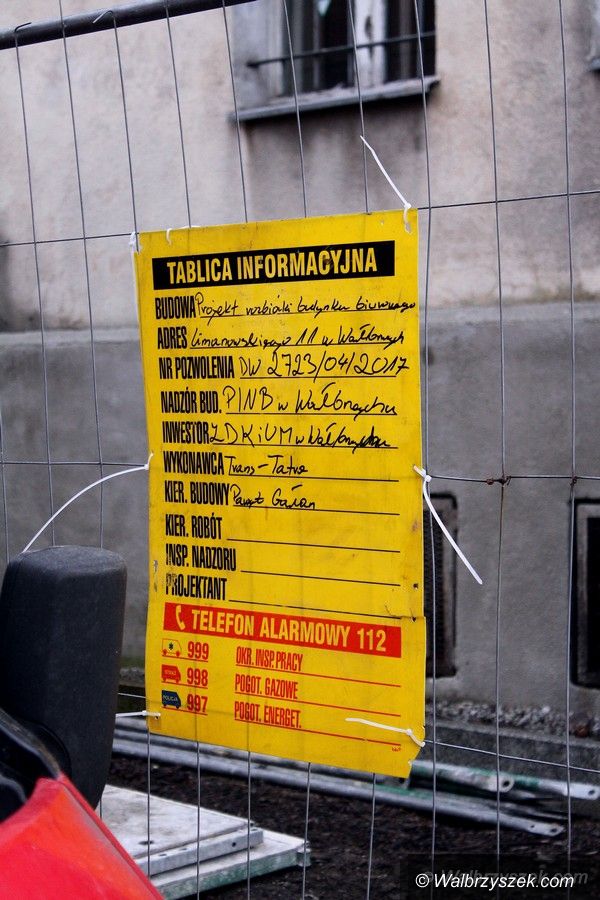 TABLICA INFORMACYJNA
BUDOWA Projekt rozbiórki budynku biurowego
ADRES Limanowskiego 11 w Wałbrzych
NR POZWOLENIA DW 2723/04/2017
NADZÓR BUD. PINB w Wałbrzychu
INWESTOR ZDKiUM w Wałbrzychu
WYKONAWCA Trans-Tatra
KIER. BUDOWY Gałan
KIER. ROBÓT
INSP. NADZORU
PROJEKTANT
TELEFON ALARMOWY 112
999 OKR. INSP. PRACY
998 POGOT. GAZOWE
POLICJA 997 POGOT. ENERGET.
© Walbrzyszek.com